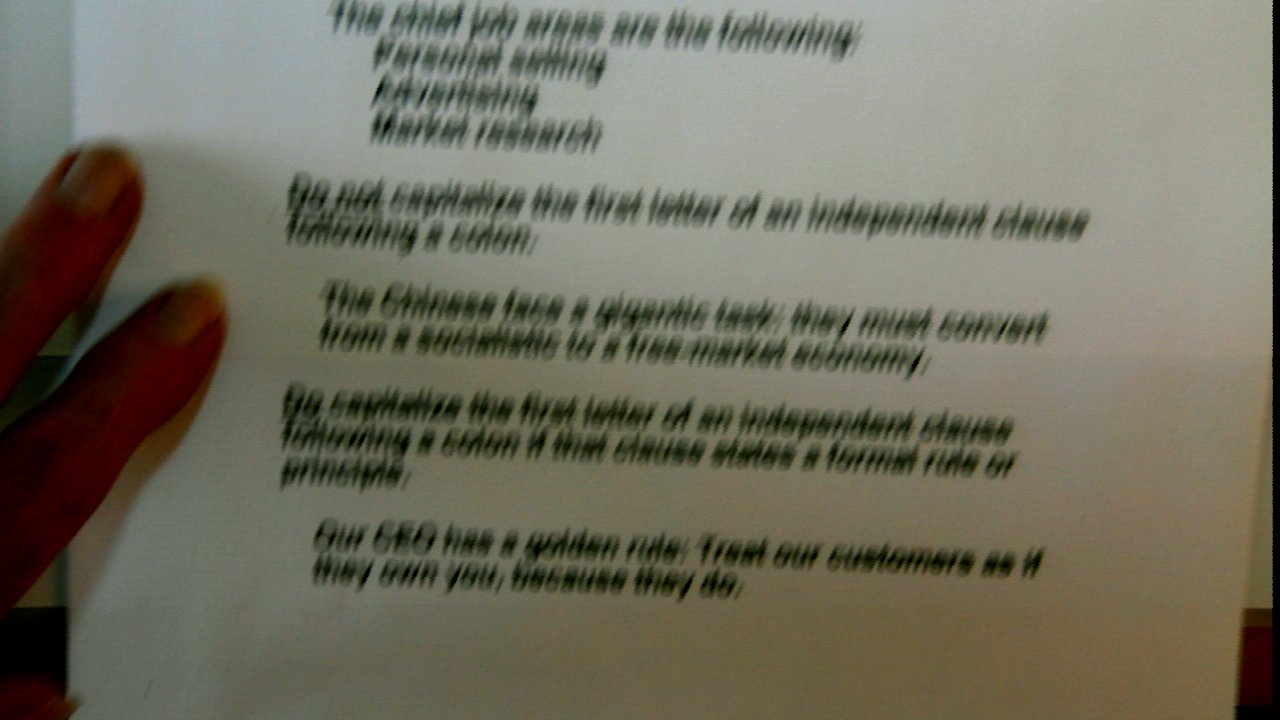 The chief job areas are the following:
Personal selling
Advertising
Market research
Do not capitalize the first letter of an independent clause
following a colon:
The Chinese face a gigantic task: they must convert
from a socialistic to a free-market economy.
Do capitalize the first letter of an independent clause
following a colon if that clause states a formal rule or
principle:
Our CEO has a golden rule: Treat our customers as if
they own you, because they do.